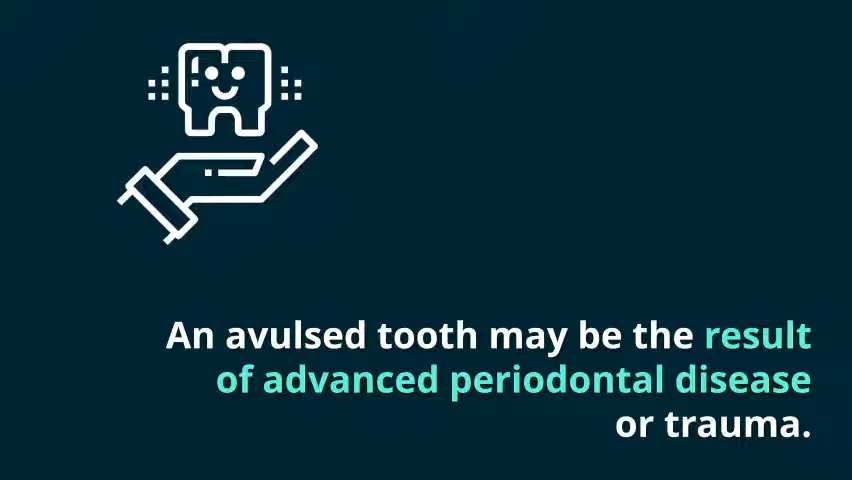 An avulsed tooth may be the result
of advanced periodontal disease
or trauma.